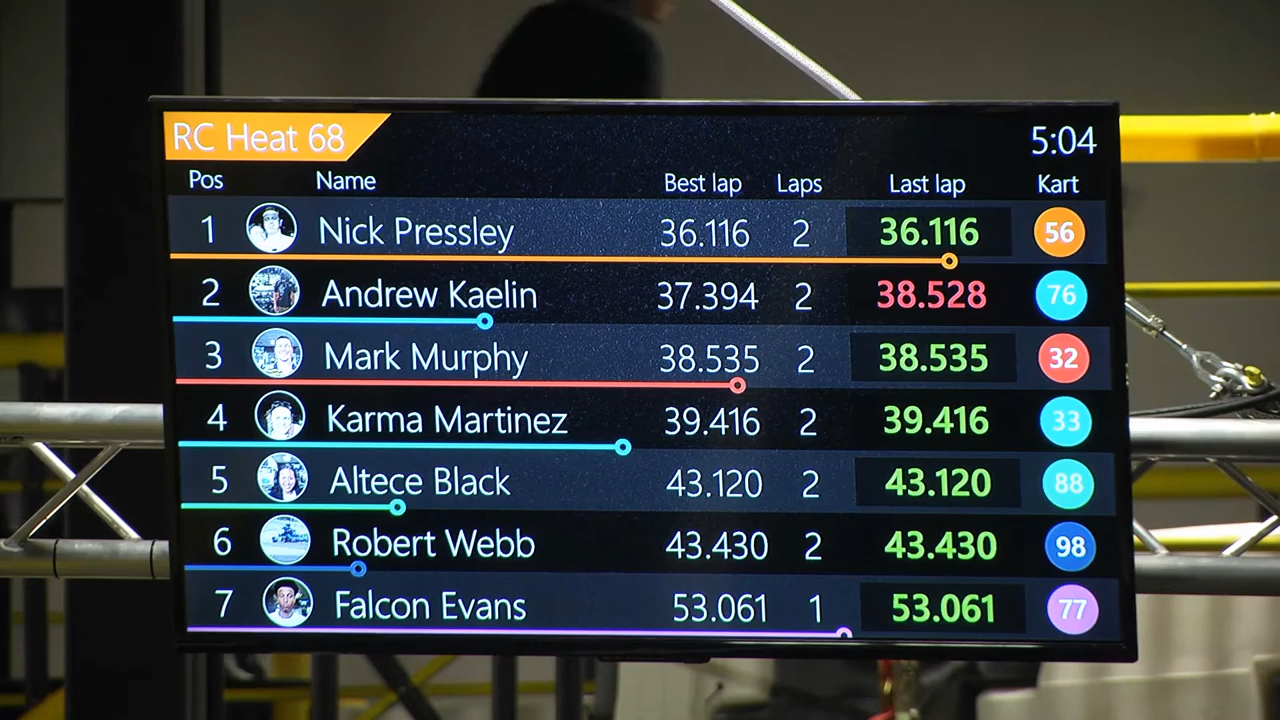 RC Heat 68 5:04
Pos Name Best lap Laps Last lap Kart
1 Nick Pressley 36.116 2 36.116 56
2 Andrew Kaelin 37.394 2 38.528 76
3 Mark Murphy 38.535 2 38.535 32
4 Karma Martinez 39.416 2 39.416 33
5 Altece Black 43.120 2 43.120 88
6 Robert Webb 43.430 2 43.430 98
7 Falcon Evans 53.061 1 53.061 77